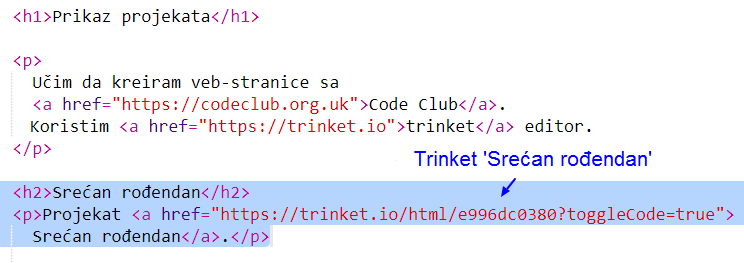 <h1>Prikaz projekata</h1>
<p>
Učim da kreiram veb-stranice sa
<a href="https://codeclub.org.uk">Code Club</a>.
Koristim <a href="https://trinket.io">trinket</a> editor.
</p>
Trinket 'Srećan rođendan'
<h2>Srećan rođendan</h2>
<p>Projekat <a href="https://trinket.io/html/e996dc0380?toggleCode=true">
Srećan rođendan</a>.</p>